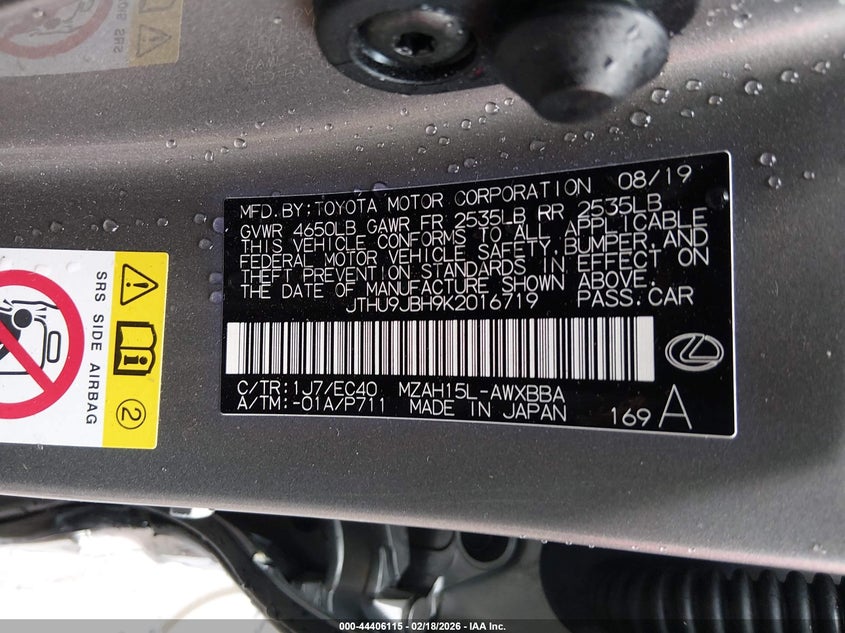 MFD.BY:TOYOTA MOTOR CORPORATION 08/19
GVWR 4650LB GAWR FR 2535LB RR 2535LB
THIS VEHICLE CONFORMS TO ALL APPLICABLE
FEDERAL MOTOR VEHICLE SAFETY,BUMPER,AND
THEFT PREVENTION STANDARDS IN EFFECT ON
THE DATE OF MANUFACTURE SHOWN ABOVE.
JTHU9JBH9K2016719 PASS.CAR
C/TR:1J7/EC40 MZAH15L-AWXBBA
A/TM:-01A/P711 MADE IN JAPAN 169 A
SRS SIDE AIRBAG
2
000-44406115 - 02/18/2026 - IAA Inc.